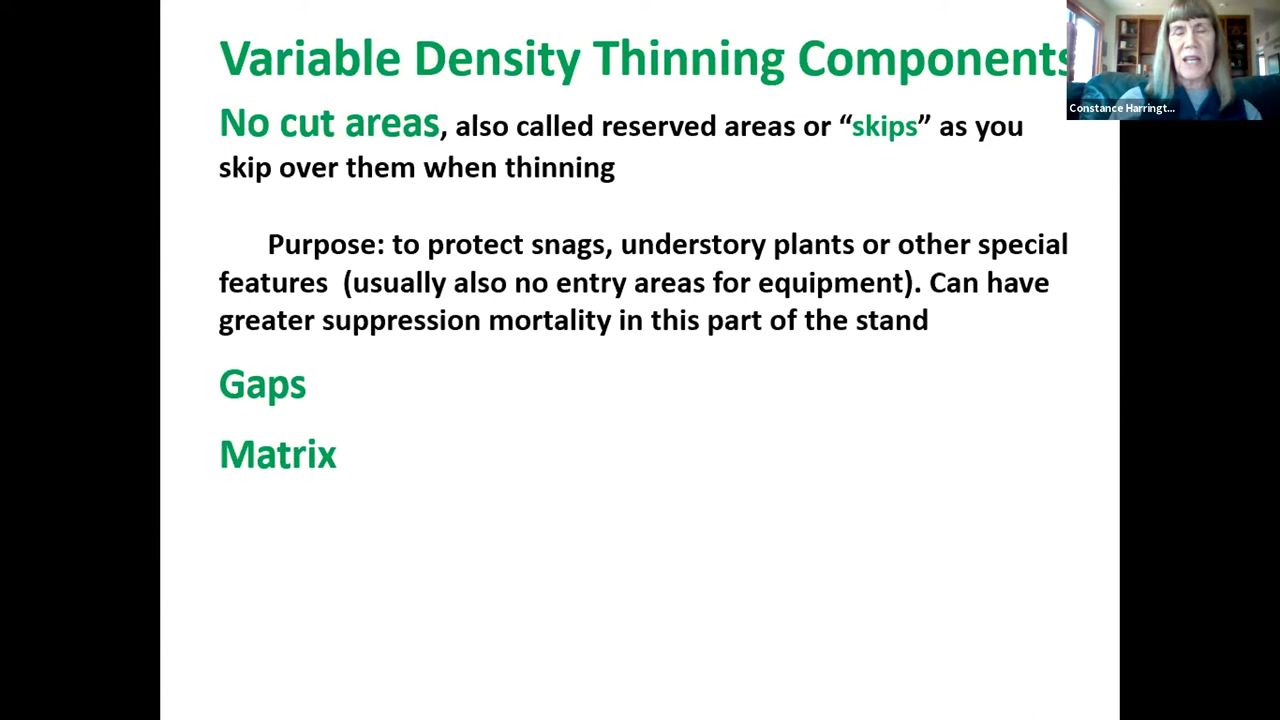 Variable Density Thinning Components
Constance Harringt...
No cut areas, also called reserved areas or “skips” as you
skip over them when thinning
Purpose: to protect snags, understory plants or other special
features (usually also no entry areas for equipment). Can have
greater suppression mortality in this part of the stand
Gaps
Matrix